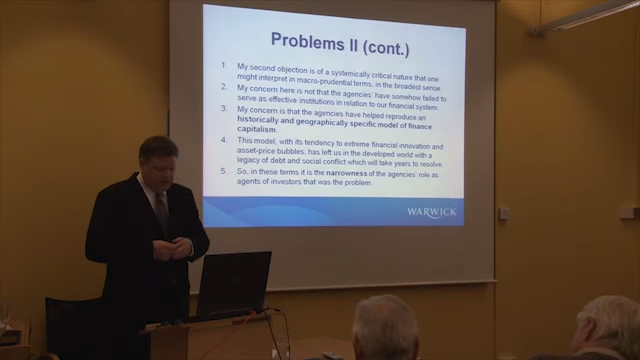 Problems II (cont.)
1. My second objection is of a systemically critical nature that one
might interpret in macro-prudential terms, in the broadest sense.
2. My concern here is not that the agencies' have somehow failed to
serve as effective institutions in relation to our financial system.
3. My concern is that the agencies have helped reproduce an
historically and geographically specific model of finance
capitalism.
4. This model, with its tendency to extreme financial innovation and
asset-price bubbles, has left us in the developed world with a
legacy of debt and social conflict which will take years to resolve.
5. So, in these terms it is the narrowness of the agencies' role as
agents of investors that was the problem.
WARWICK